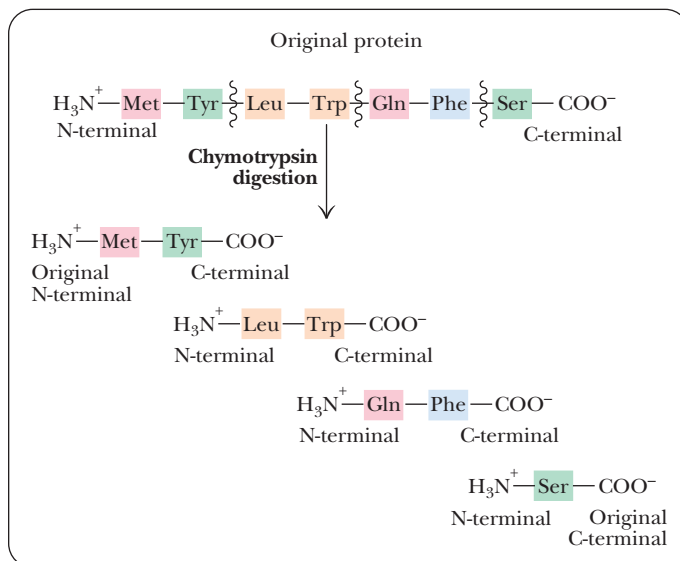 Original protein
H₃N⁺ Met Tyr Leu Trp Gln Phe Ser COO⁻
N-terminal C-terminal
Chymotrypsin
digestion
H₃N⁺ Met Tyr COO⁻
Original C-terminal
N-terminal
H₃N⁺ Leu Trp COO⁻
N-terminal C-terminal
H₃N⁺ Gln Phe COO⁻
N-terminal C-terminal
H₃N⁺ Ser COO⁻
N-terminal Original
C-terminal